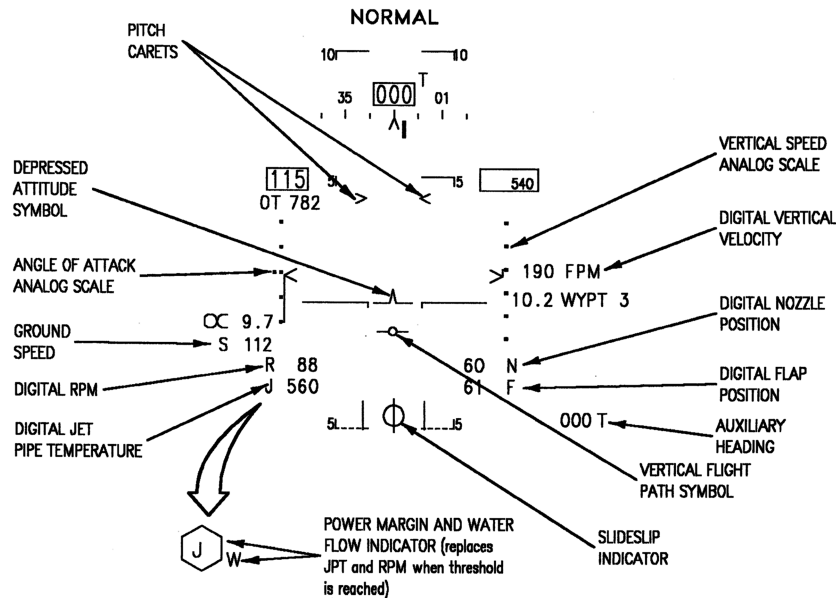 NORMAL
PITCH
CARETS
10 10
T
35 000 01
DEPRESSED
ATTITUDE
SYMBOL
115 5 5 540
OT 782
VERTICAL SPEED
ANALOG SCALE
DIGITAL VERTICAL
VELOCITY
ANGLE OF ATTACK
ANALOG SCALE
190 FPM
10.2 WYPT 3
GROUND
SPEED
α 9.7
S 112
DIGITAL NOZZLE
POSITION
R 88 60 N
DIGITAL RPM
J 560 61 F
DIGITAL FLAP
POSITION
DIGITAL JET
PIPE TEMPERATURE
5 5 000 T
AUXILIARY
HEADING
VERTICAL FLIGHT
PATH SYMBOL
J W
POWER MARGIN AND WATER
FLOW INDICATOR (replaces
JPT and RPM when threshold
is reached)
SLIDESLIP
INDICATOR